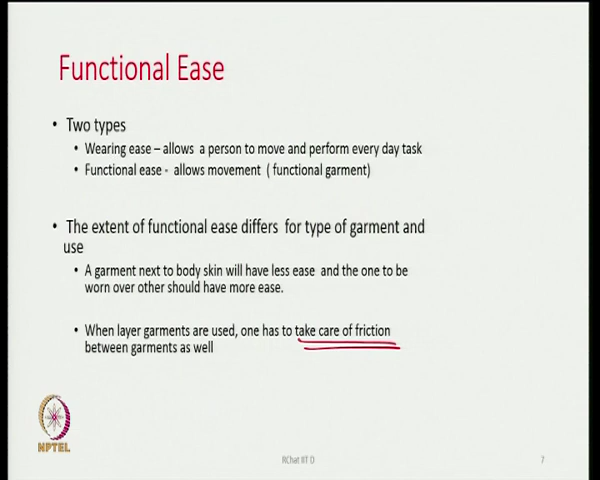 Functional Ease
• Two types
• Wearing ease – allows a person to move and perform every day task
• Functional ease - allows movement ( functional garment)
• The extent of functional ease differs for type of garment and
use
• A garment next to body skin will have less ease and the one to be
worn over other should have more ease.
• When layer garments are used, one has to take care of friction
between garments as well
NPTEL
RChat IIT D
7